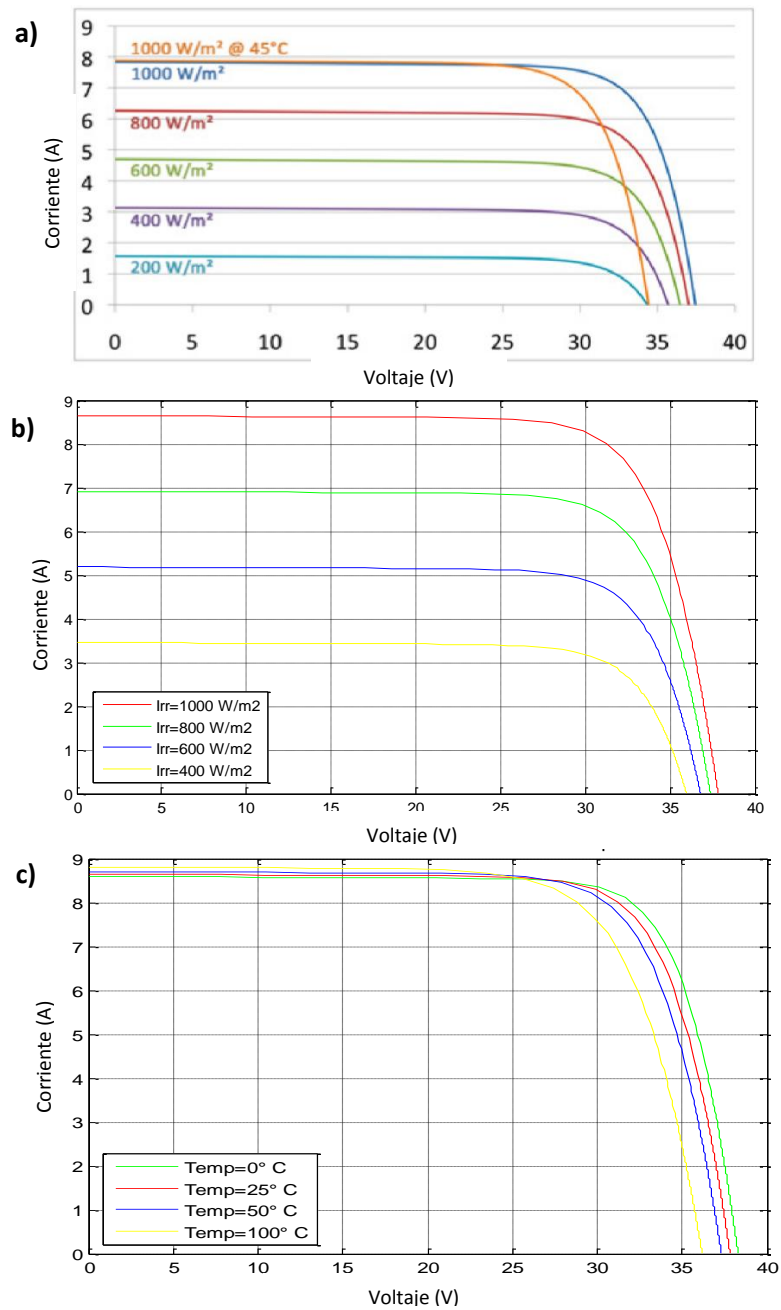 a)
9
8
7
6
5
4
3
2
1
0
Corriente (A)
1000 W/m² @ 45°C
1000 W/m²
800 W/m²
600 W/m²
400 W/m²
200 W/m²
0 5 10 15 20 25 30 35 40
Voltaje (V)
b)
9
8
7
6
5
4
3
2
1
0
Corriente (A)
Irr=1000 W/m2
Irr=800 W/m2
Irr=600 W/m2
Irr=400 W/m2
0 5 10 15 20 25 30 35 40
Voltaje (V)
c)
9
8
7
6
5
4
3
2
1
0
Corriente (A)
Temp=0° C
Temp=25° C
Temp=50° C
Temp=100° C
0 5 10 15 20 25 30 35 40
Voltaje (V)